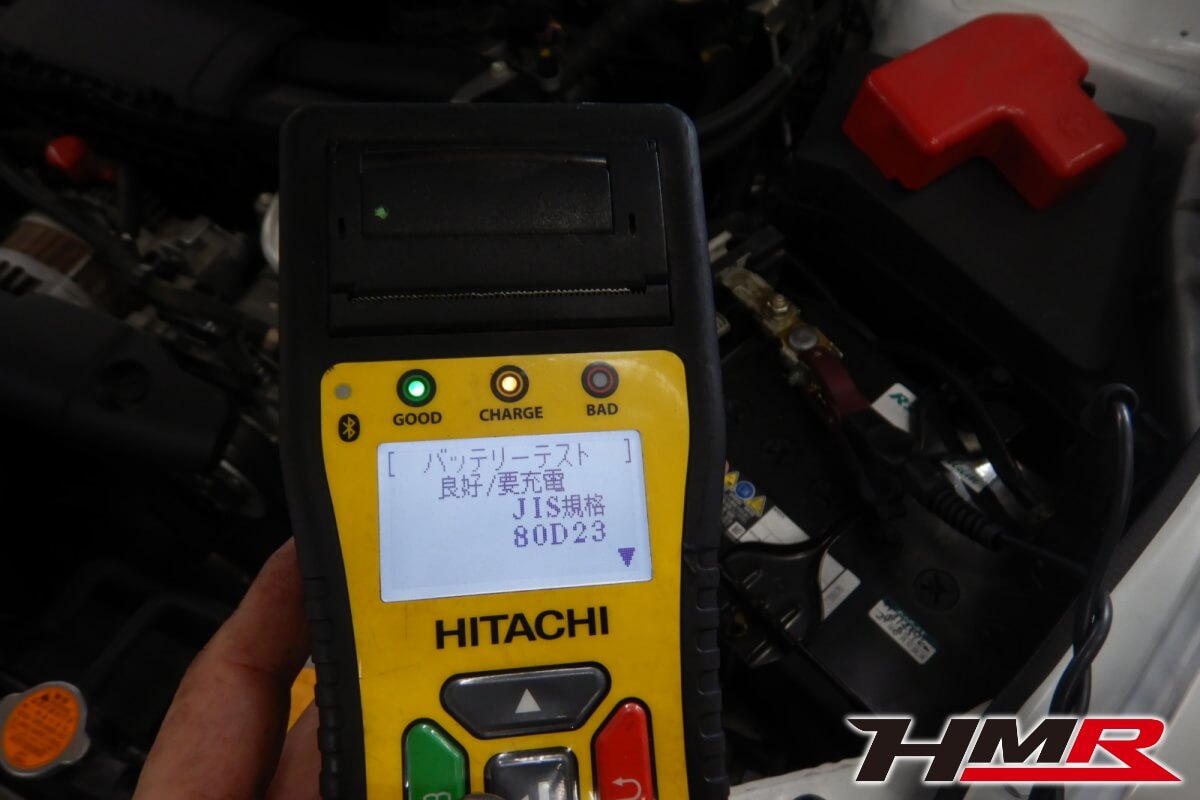 GOOD
CHARGE
BAD
[ バッテリーテスト ]
良好/要充電
JIS規格
80D23
HITACHI
HMR